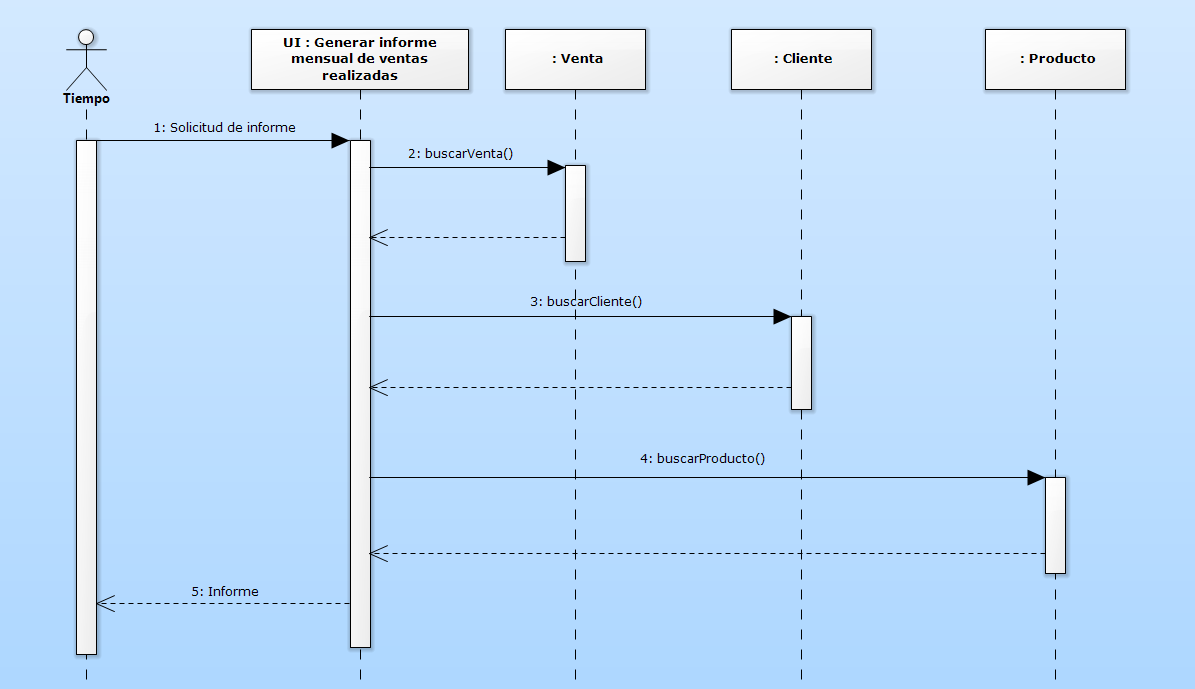 UI : Generar informe
mensual de ventas
realizadas
: Venta
: Cliente
: Producto
Tiempo
1: Solicitud de informe
2: buscarVenta()
3: buscarCliente()
4: buscarProducto()
5: Informe